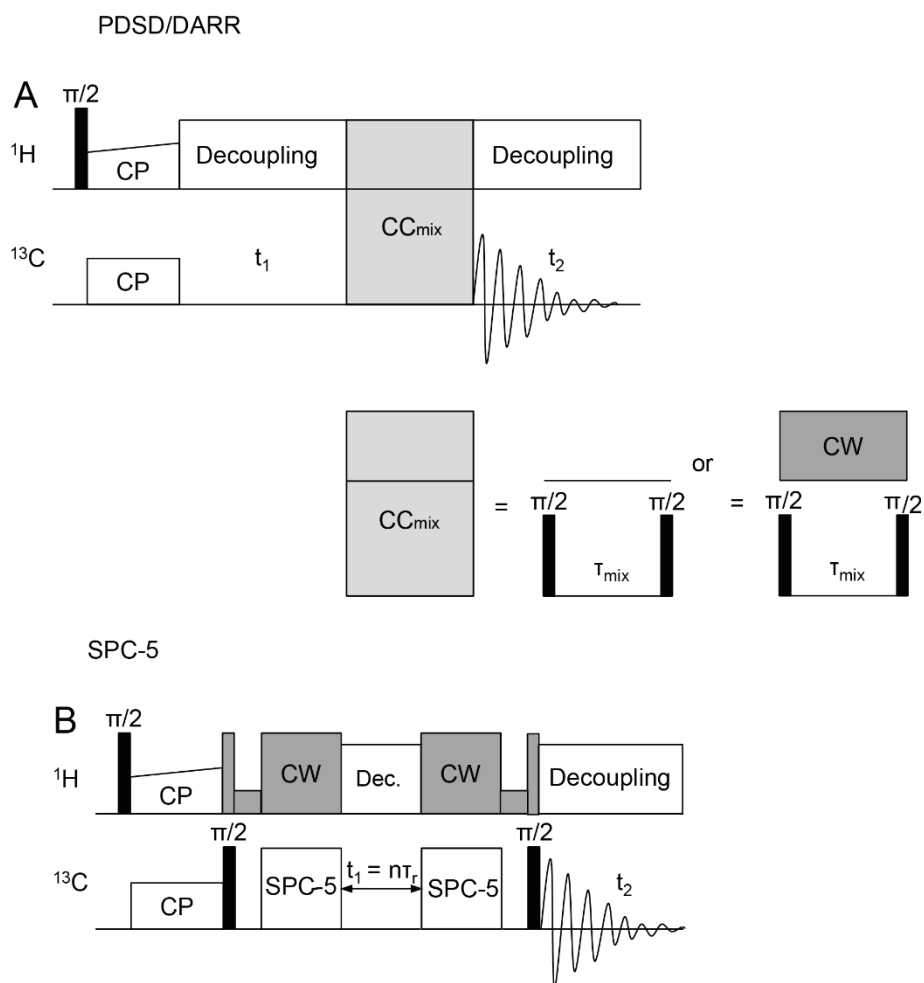 PDSD/DARR
A
π/2
¹H
CP
Decoupling
Decoupling
CCmix
¹³C
CP
t₁
t₂
CCmix
=
π/2
π/2
τmix
or
=
CW
π/2
π/2
τmix
SPC-5
B
π/2
¹H
CP
CW
Dec.
CW
Decoupling
π/2
π/2
¹³C
CP
SPC-5
t₁ = nτᵣ
SPC-5
t₂